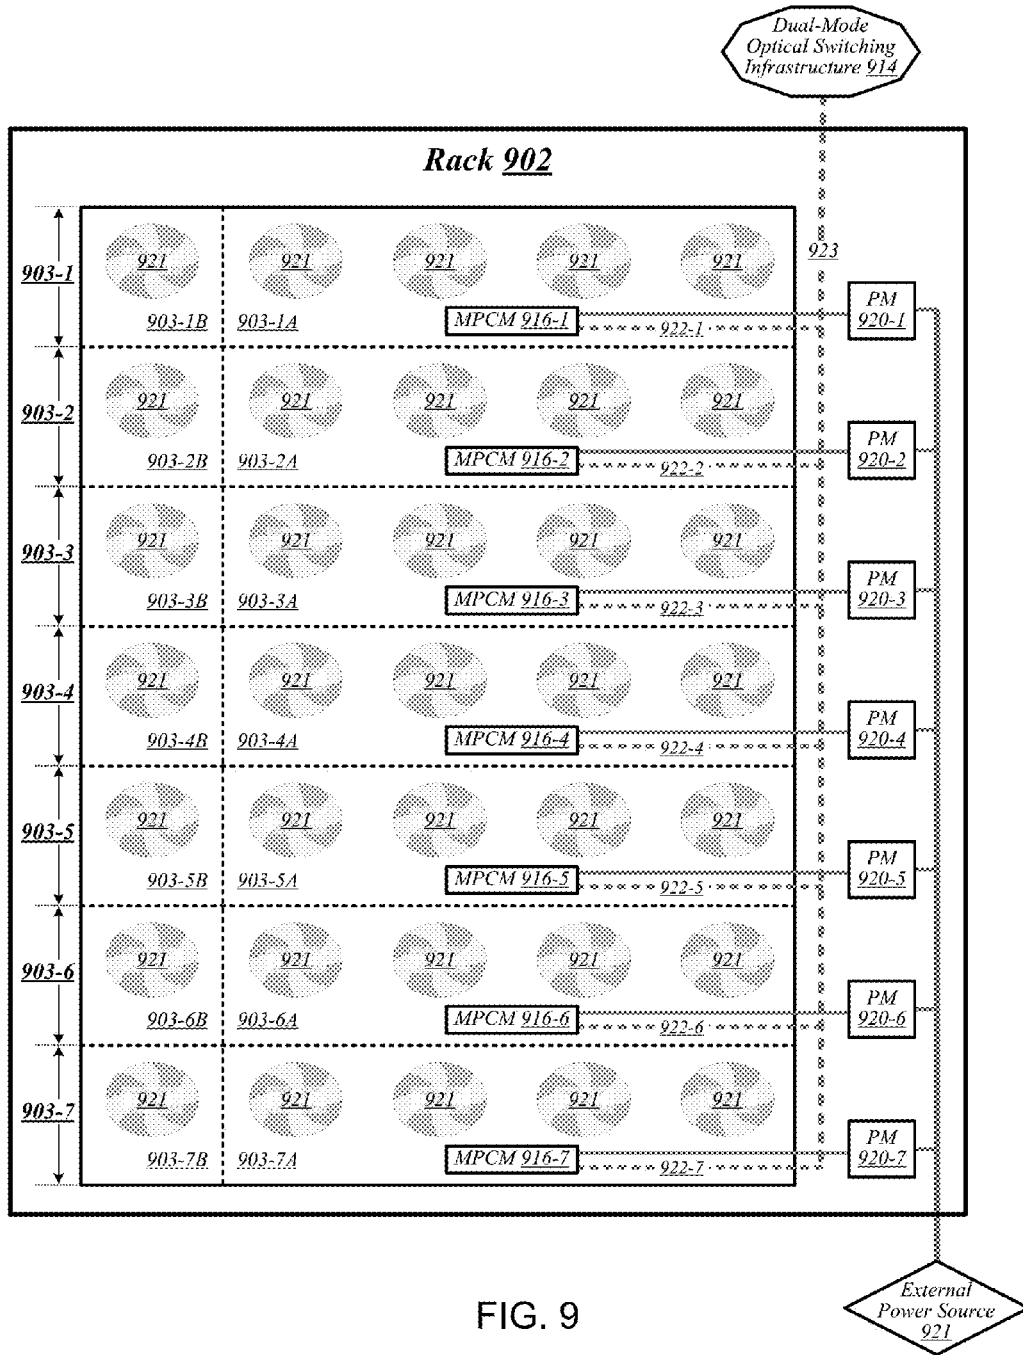 Dual-Mode
Optical Switching
Infrastructure 914
Rack 902
903-1
921 921 921 921 921
923
903-1B 903-1A
MPCM 916-1
922-1
PM
920-1
903-2
921 921 921 921 921
903-2B 903-2A
MPCM 916-2
922-2
PM
920-2
903-3
921 921 921 921 921
903-3B 903-3A
MPCM 916-3
922-3
PM
920-3
903-4
921 921 921 921 921
903-4B 903-4A
MPCM 916-4
922-4
PM
920-4
903-5
921 921 921 921 921
903-5B 903-5A
MPCM 916-5
922-5
PM
920-5
903-6
921 921 921 921 921
903-6B 903-6A
MPCM 916-6
922-6
PM
920-6
903-7
921 921 921 921 921
903-7B 903-7A
MPCM 916-7
922-7
PM
920-7
External
Power Source
921
FIG. 9